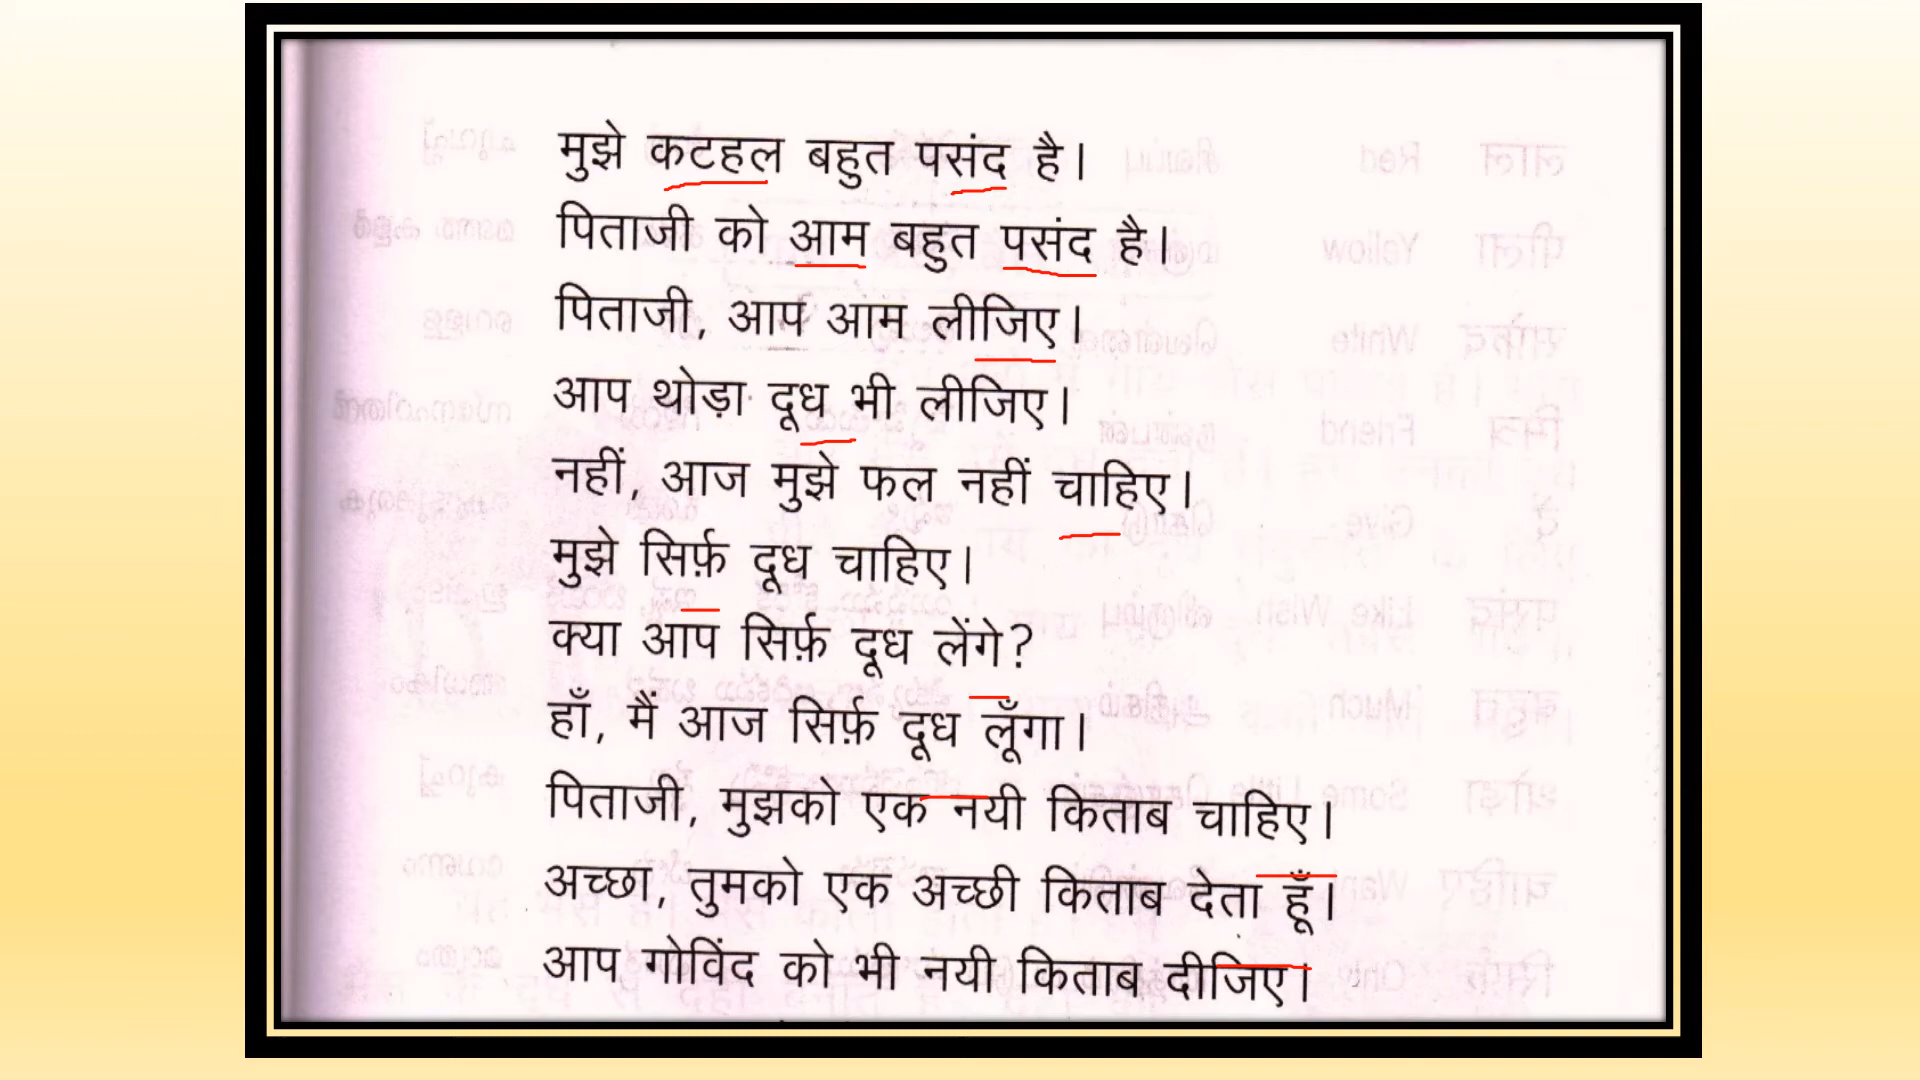 मुझे कटहल बहुत पसंद है।
पिताजी को आम बहुत पसंद है।
पिताजी, आप आम लीजिए।
आप थोड़ा दूध भी लीजिए।
नहीं, आज मुझे फल नहीं चाहिए।
मुझे सिर्फ़ दूध चाहिए।
क्या आप सिर्फ़ दूध लेंगे?
हाँ, मैं आज सिर्फ़ दूध लूँगा।
पिताजी, मुझको एक नयी किताब चाहिए।
अच्छा, तुमको एक अच्छी किताब देता हूँ।
आप गोविंद को भी नयी किताब दीजिए।